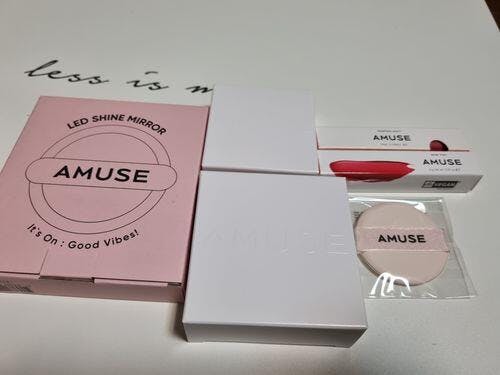 less is m
LED SHINE MIRROR
AMUSE
It's On : Good Vibes!
AMUSE
AMUSE
AMUSE
VEGAN
AMUSE